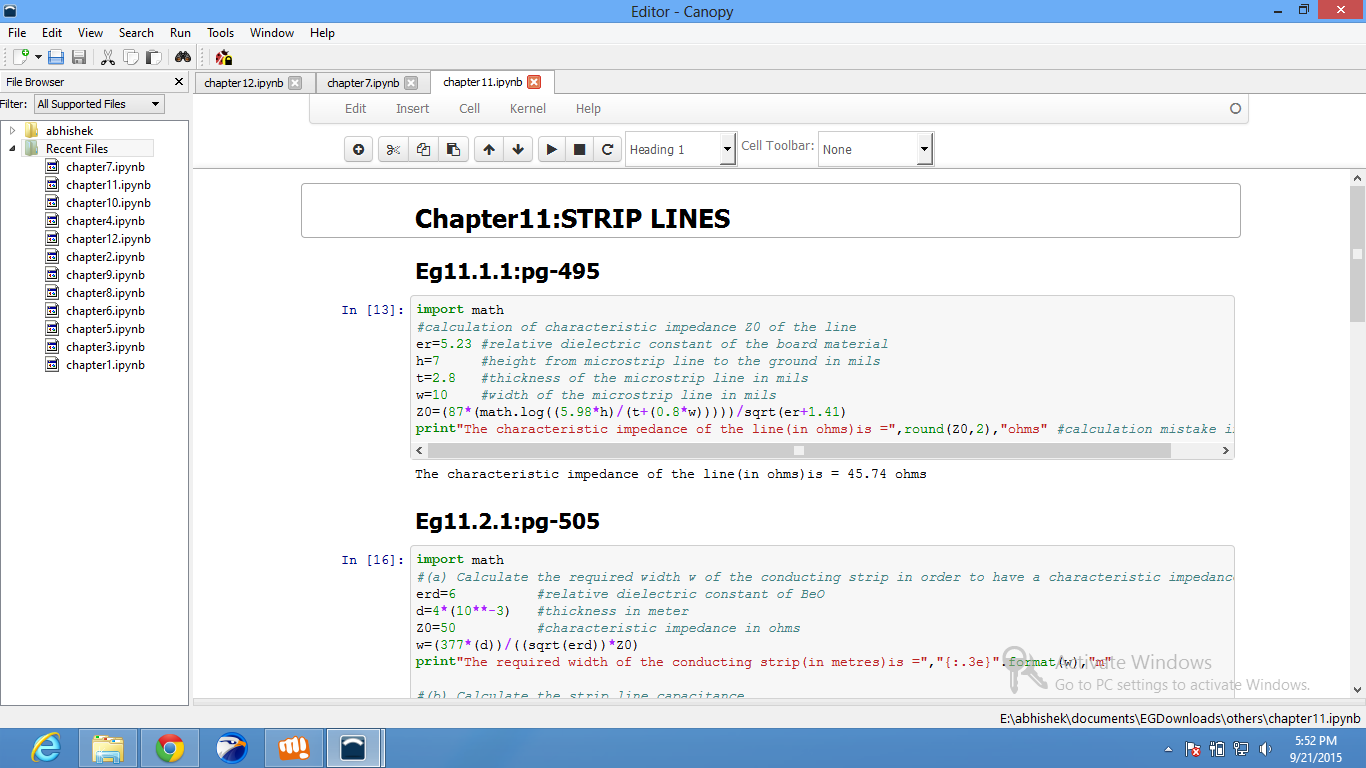 Editor - Canopy
File Edit View Search Run Tools Window Help
File Browser
Filter: All Supported Files
abhishek
Recent Files
chapter7.ipynb
chapter11.ipynb
chapter10.ipynb
chapter4.ipynb
chapter12.ipynb
chapter2.ipynb
chapter9.ipynb
chapter8.ipynb
chapter6.ipynb
chapter5.ipynb
chapter3.ipynb
chapter1.ipynb
chapter12.ipynb chapter7.ipynb chapter11.ipynb
Edit Insert Cell Kernel Help
Heading 1 Cell Toolbar: None
Chapter11:STRIP LINES
Eg11.1.1:pg-495
In [13]:
import math
#calculation of characteristic impedance Z0 of the line
er=5.23 #relative dielectric constant of the board material
h=7 #height from microstrip line to the ground in mils
t=2.8 #thickness of the microstrip line in mils
w=10 #width of the microstrip line in mils
Z0=(87*(math.log((5.98*h)/(t+(0.8*w)))))/sqrt(er+1.41)
print"The characteristic impedance of the line(in ohms)is =",round(Z0,2),"ohms" #calculation mistake i
The characteristic impedance of the line(in ohms)is = 45.74 ohms
Eg11.2.1:pg-505
In [16]:
import math
#(a) Calculate the required width w of the conducting strip in order to have a characteristic impedanc
erd=6 #relative dielectric constant of BeO
d=4*(10**-3) #thickness in meter
Z0=50 #characteristic impedance in ohms
w=(377*(d))/((sqrt(erd))*Z0)
print"The required width of the conducting strip(in metres)is =","{:.3e}".format(w),"m"
#(b) Calculate the strip line capacitance
Activate Windows
Go to PC settings to activate Windows.
E:\abhishek\documents\EGDownloads\others\chapter11.ipynb
5:52 PM
9/21/2015